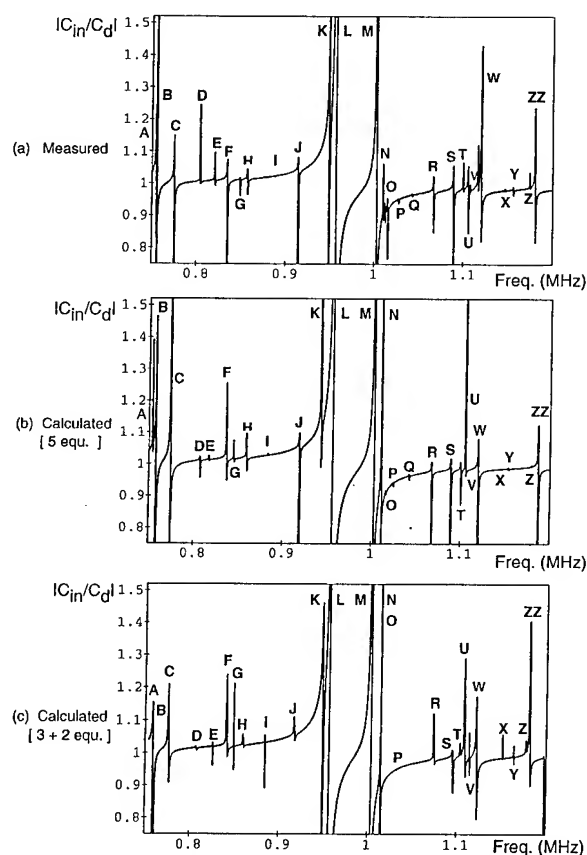 |Cin/Cd|
1.5
1.4
1.3
1.2
1.1
1.0
0.9
0.8
(a) Measured
A B C D E F G H I J K L M N O P Q R S T U V W X Y Z ZZ
0.8 0.9 1 1.1
Freq. (MHz)
|Cin/Cd|
1.5
1.4
1.3
1.2
1.1
1.0
0.9
0.8
(b) Calculated
[ 5 equ. ]
A B C D E F G H I J K L M N O P Q R S T U V W X Y Z ZZ
0.8 0.9 1 1.1
Freq. (MHz)
|Cin/Cd|
1.5
1.4
1.3
1.2
1.1
1
0.9
0.8
(c) Calculated
[ 3 + 2 equ. ]
A B C D E F G H I J K L M N O P R S T U V W X Y Z ZZ
0.8 0.9 1 1.1
Freq. (MHz)